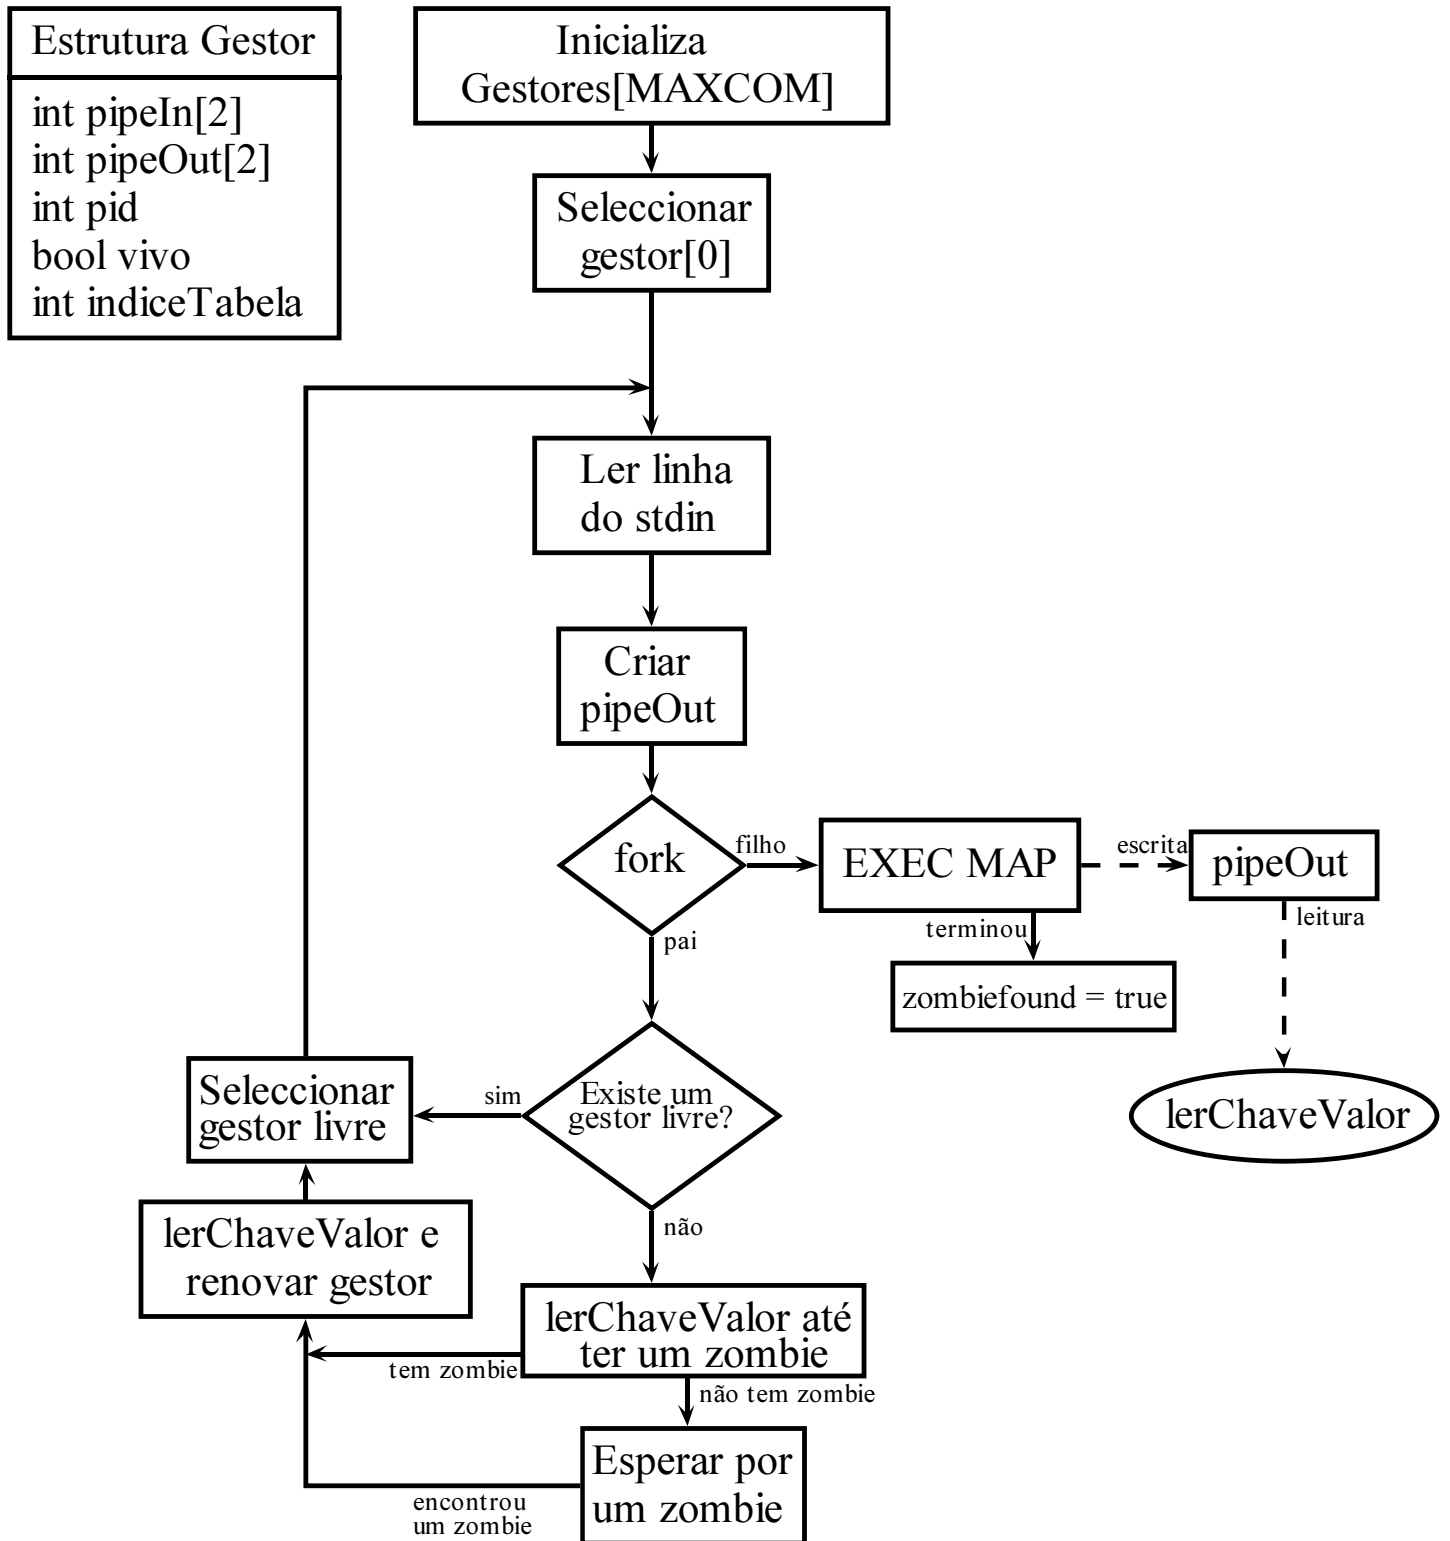 Estrutura Gestor
int pipeIn[2]
int pipeOut[2]
int pid
bool vivo
int indiceTabela
Inicializa
Gestores[MAXCOM]
Seleccionar
gestor[0]
Ler linha
do stdin
Criar
pipeOut
fork
filho
EXEC MAP
escrita
pipeOut
leitura
terminou
zombiefound = true
lerChaveValor
pai
Existe um
gestor livre?
sim
Seleccionar
gestor livre
não
lerChaveValor e
renovar gestor
lerChaveValor até
ter um zombie
tem zombie
não tem zombie
Esperar por
um zombie
encontrou
um zombie